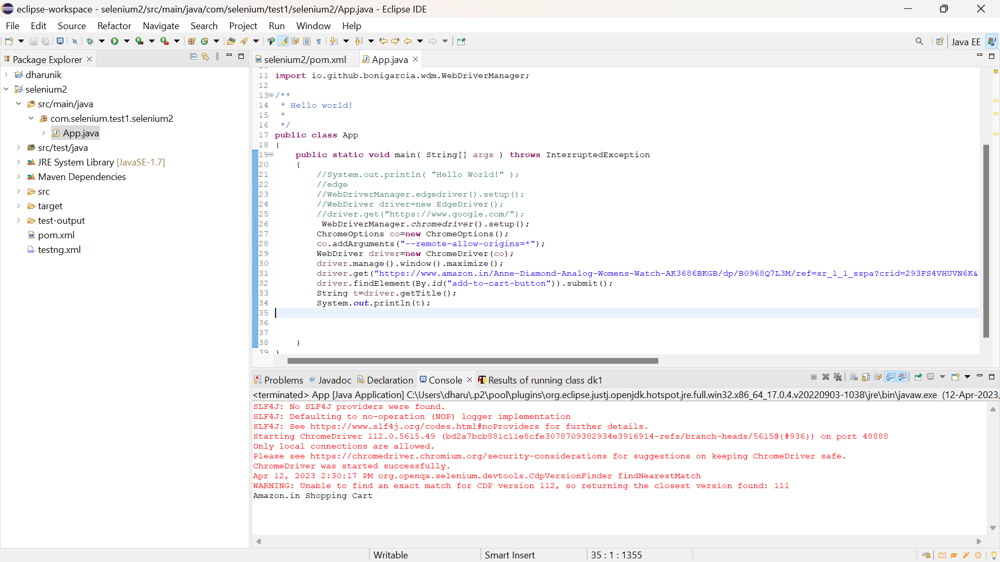 eclipse-workspace - selenium2/src/main/java/com/selenium/test1/selenium2/App.java - Eclipse IDE
File Edit Source Refactor Navigate Search Project Run Window Help
Java EE
Package Explorer
dharunik
selenium2
src/main/java
com.selenium.test1.selenium2
App.java
src/test/java
JRE System Library [JavaSE-1.7]
Maven Dependencies
src
target
test-output
pom.xml
testng.xml
selenium2/pom.xml App.java
11 import io.github.bonigarcia.wdm.WebDriverManager;
12
13 /**
14 * Hello world!
15 *
16 */
17 public class App
18 {
19 public static void main( String[] args ) throws InterruptedException
20 {
21 //System.out.println( "Hello World!" );
22 //edge
23 //WebDriverManager.edgedriver().setup();
24 //WebDriver driver=new EdgeDriver();
25 //driver.get("https://www.google.com/");
26 WebDriverManager.chromedriver().setup();
27 ChromeOptions co=new ChromeOptions();
28 co.addArguments("--remote-allow-origins=*");
29 WebDriver driver=new ChromeDriver(co);
30 driver.manage().window().maximize();
31 driver.get("https://www.amazon.in/Anne-Diamond-Analog-Womens-Watch-AK3686BKGB/dp/B0968Q7L3M/ref=sr_1_1_sspa?crid=293FS4VHUVN6K&
32 driver.findElement(By.id("add-to-cart-button")).submit();
33 String t=driver.getTitle();
34 System.out.println(t);
35
36
37
38 }
39 }
Problems Javadoc Declaration Console Results of running class dk1
<terminated> App [Java Application] C:\Users\dharu\.p2\pool\plugins\org.eclipse.justj.openjdk.hotspot.jre.full.win32.x86_64_17.0.4.v20220903-1038\jre\bin\javaw.exe (12-Apr-2023,
SLF4J: No SLF4J providers were found.
SLF4J: Defaulting to no-operation (NOP) logger implementation
SLF4J: See https://www.slf4j.org/codes.html#noProviders for further details.
Starting ChromeDriver 112.0.5615.49 (bd2a7bcb881c11e8cfe3078709382934e3916914-refs/branch-heads/5615@{#936}) on port 48888
Only local connections are allowed.
Please see https://chromedriver.chromium.org/security-considerations for suggestions on keeping ChromeDriver safe.
ChromeDriver was started successfully.
Apr 12, 2023 2:30:17 PM org.openqa.selenium.devtools.CdpVersionFinder findNearestMatch
WARNING: Unable to find an exact match for CDP version 112, so returning the closest version found: 111
Amazon.in Shopping Cart
Writable Smart Insert 35 : 1 : 1355